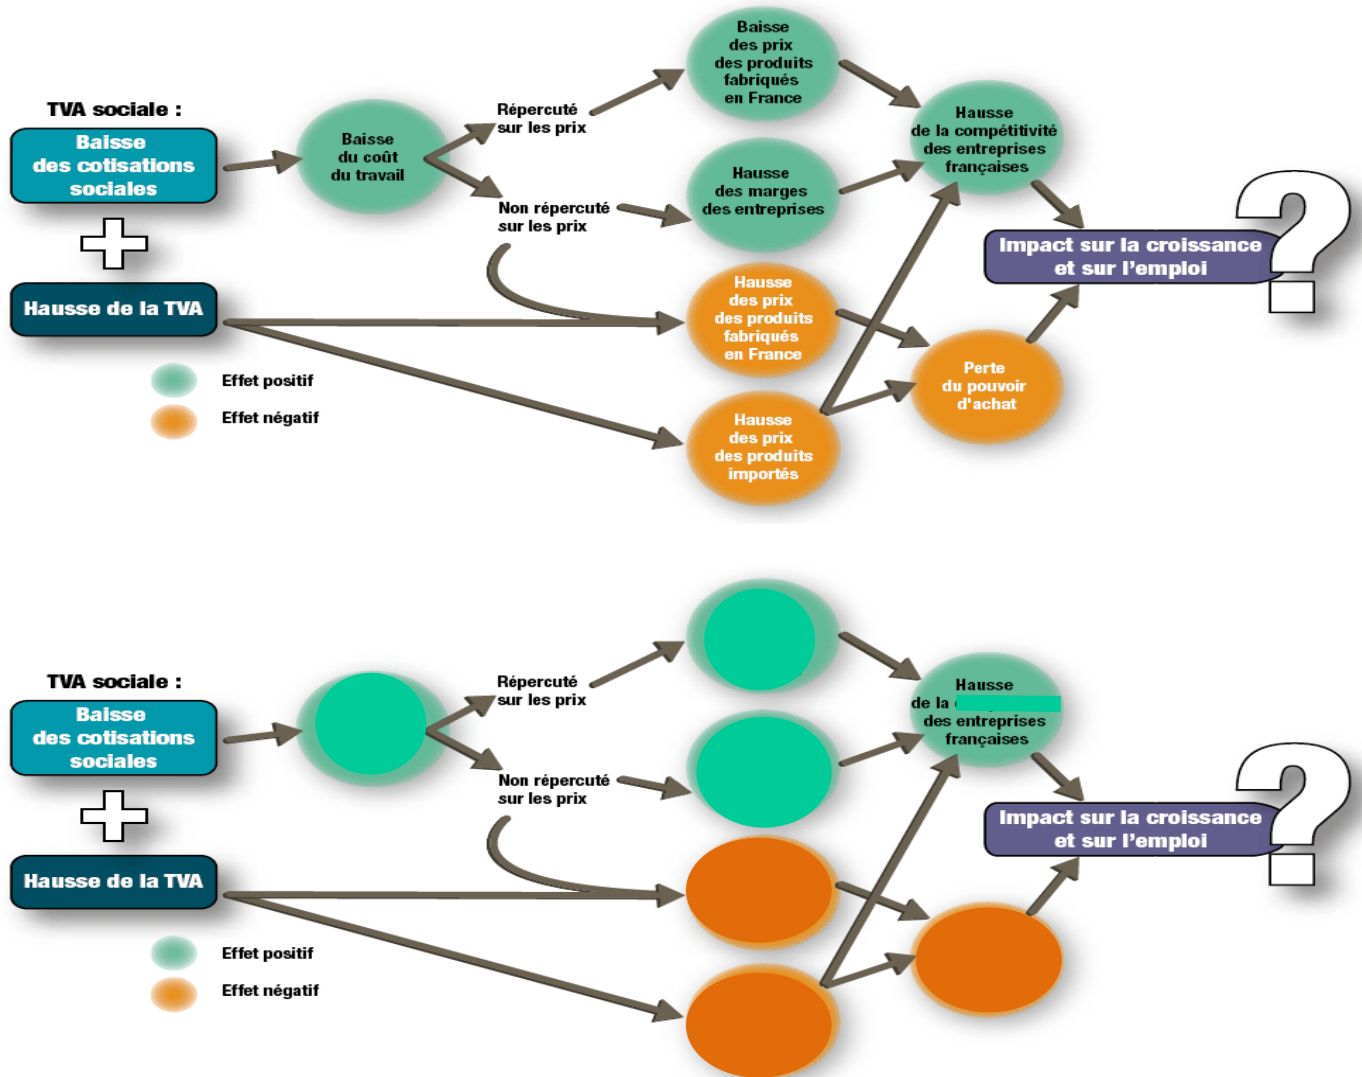 TVA sociale :
Baisse
des cotisations
sociales
Hausse de la TVA
Baisse
du coût
du travail
Répercuté
sur les prix
Non répercuté
sur les prix
Baisse
des prix
des produits
fabriqués
en France
Hausse
des marges
des entreprises
Hausse
des prix
des produits
fabriqués
en France
Hausse
des prix
des produits
importés
Hausse
de la compétitivité
des entreprises
françaises
Perte
du pouvoir
d'achat
Impact sur la croissance
et sur l'emploi
?
Effet positif
Effet négatif
TVA sociale :
Baisse
des cotisations
sociales
Hausse de la TVA
Répercuté
sur les prix
Non répercuté
sur les prix
Hausse
de la
des entreprises
françaises
Impact sur la croissance
et sur l'emploi
?
Effet positif
Effet négatif